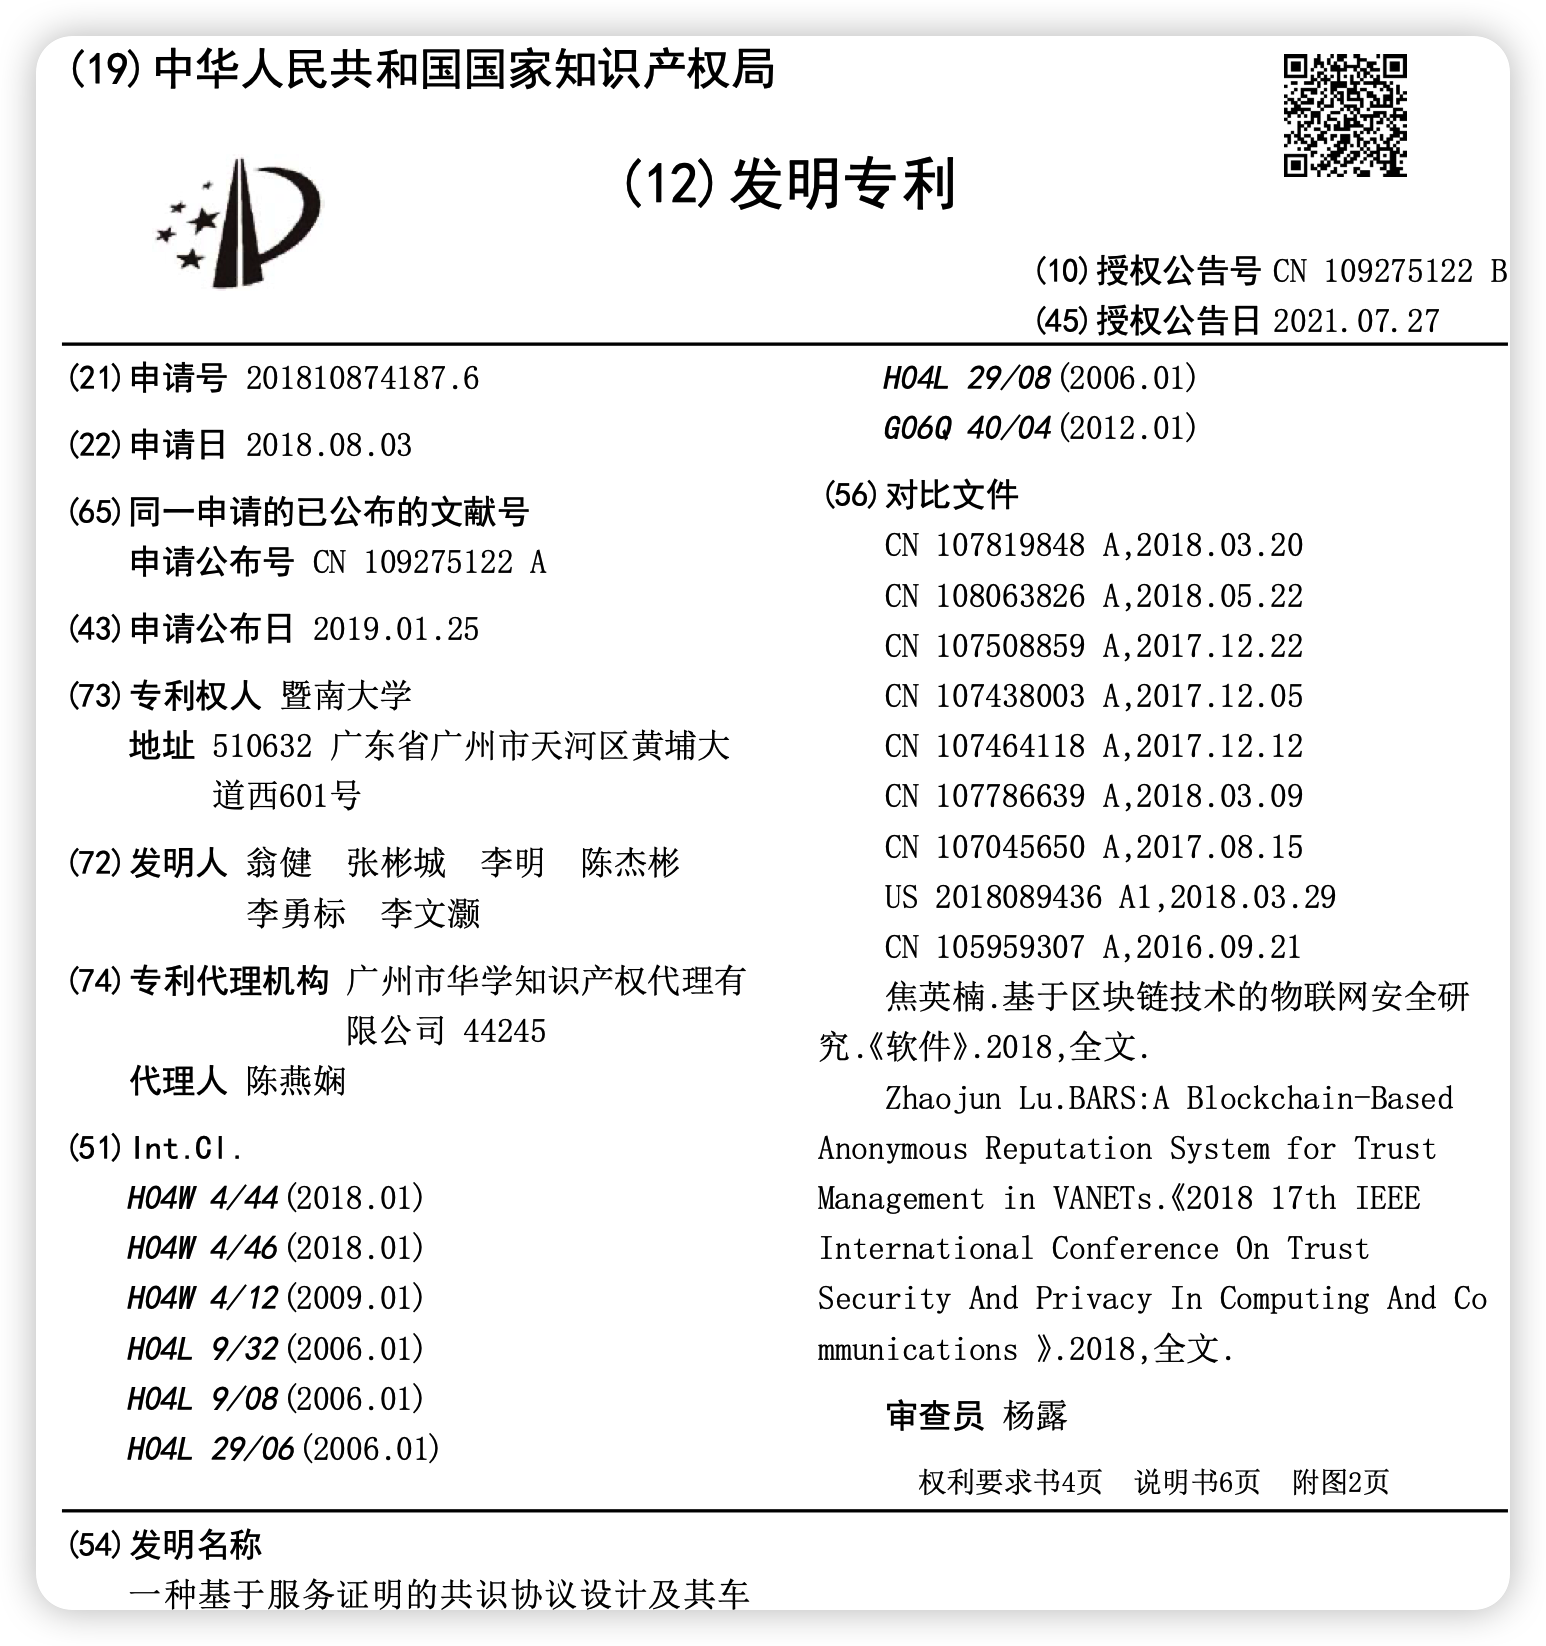 (19)中华人民共和国国家知识产权局
(12)发明专利
(10)授权公告号 CN 109275122 B
(45)授权公告日 2021.07.27
(21)申请号 201810874187.6
(22)申请日 2018.08.03
(65)同一申请的已公布的文献号
申请公布号 CN 109275122 A
(43)申请公布日 2019.01.25
(73)专利权人 暨南大学
地址 510632 广东省广州市天河区黄埔大
道西601号
(72)发明人 翁健 张彬城 李明 陈杰彬
李勇标 李文灏
(74)专利代理机构 广州市华学知识产权代理有
限公司 44245
代理人 陈燕娴
(51)Int.Cl.
H04W 4/44(2018.01)
H04W 4/46(2018.01)
H04W 4/12(2009.01)
H04L 9/32(2006.01)
H04L 9/08(2006.01)
H04L 29/06(2006.01)
H04L 29/08(2006.01)
G06Q 40/04(2012.01)
(56)对比文件
CN 107819848 A,2018.03.20
CN 108063826 A,2018.05.22
CN 107508859 A,2017.12.22
CN 107438003 A,2017.12.05
CN 107464118 A,2017.12.12
CN 107786639 A,2018.03.09
CN 107045650 A,2017.08.15
US 2018089436 A1,2018.03.29
CN 105959307 A,2016.09.21
焦英楠.基于区块链技术的物联网安全研
究.《软件》.2018,全文.
Zhaojun Lu.BARS:A Blockchain-Based
Anonymous Reputation System for Trust
Management in VANETs.《2018 17th IEEE
International Conference On Trust
Security And Privacy In Computing And Co
mmunications 》.2018,全文.
审查员 杨露
权利要求书4页 说明书6页 附图2页
(54)发明名称
一种基于服务证明的共识协议设计及其车